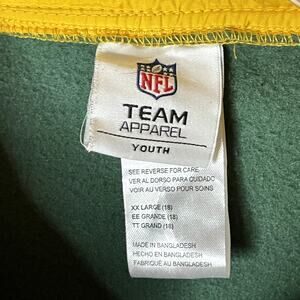 NFL
TEAM
APPAREL
YOUTH
SEE REVERSE FOR CARE
VER AL DORSO PARA CUIDADO
VOIR AU VERSO POUR SOINS
XX LARGE (18)
EE GRANDE (18)
TT GRAND (18)
MADE IN BANGLADESH
HECHO EN BANGLADESH
FABRIQUÉ AU BANGLADESH